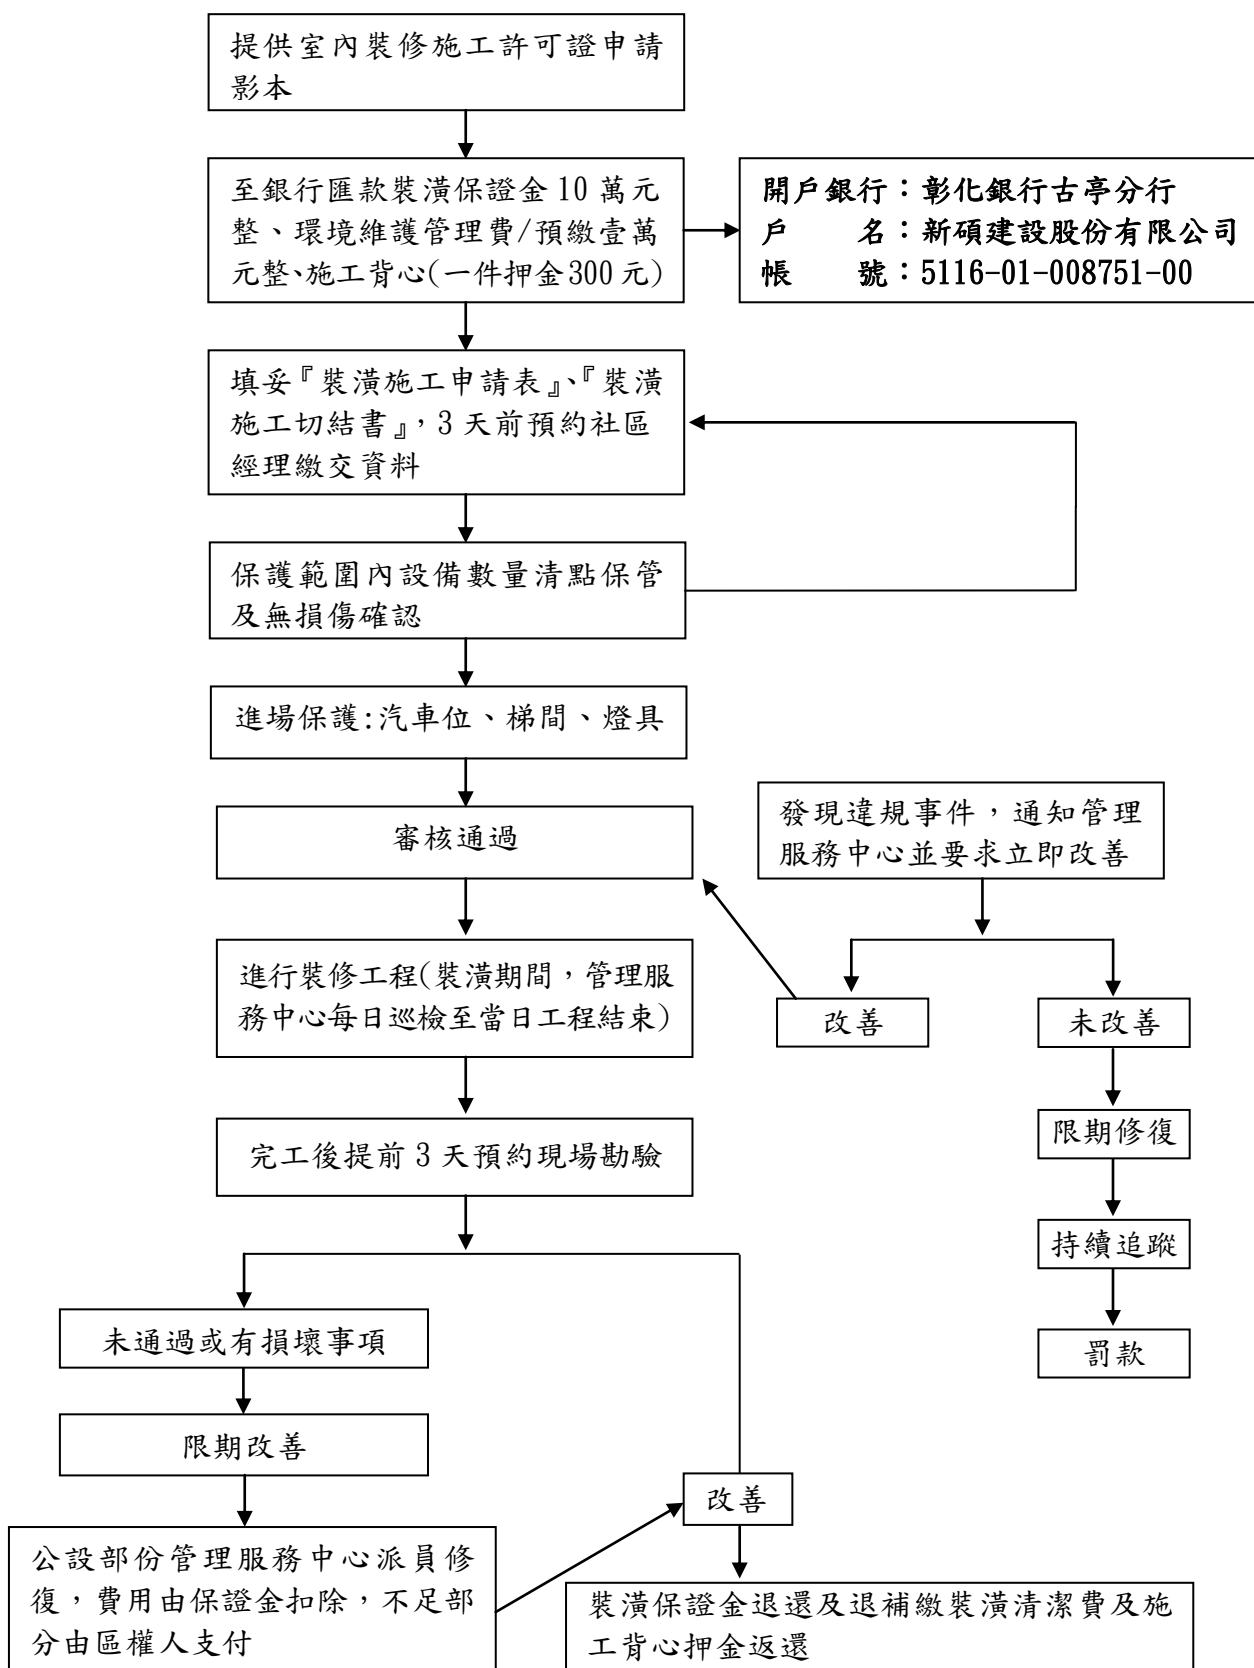 提供室內裝修施工許可證申請
影本
至銀行匯款裝潢保證金 10 萬元
整、環境維護管理費/預繳壹萬
元整、施工背心(一件押金 300 元)
開戶銀行：彰化銀行古亭分行
戶　　名：新碩建設股份有限公司
帳　　號：5116-01-008751-00
填妥『裝潢施工申請表』、『裝潢
施工切結書』，3 天前預約社區
經理繳交資料
保護範圍內設備數量清點保管
及無損傷確認
進場保護:汽車位、梯間、燈具
審核通過
發現違規事件，通知管理
服務中心並要求立即改善
進行裝修工程(裝潢期間，管理服
務中心每日巡檢至當日工程結束)
改善
未改善
完工後提前 3 天預約現場勘驗
限期修復
持續追蹤
未通過或有損壞事項
罰款
限期改善
改善
公設部份管理服務中心派員修
復，費用由保證金扣除，不足部
分由區權人支付
裝潢保證金退還及退補繳裝潢清潔費及施
工背心押金返還